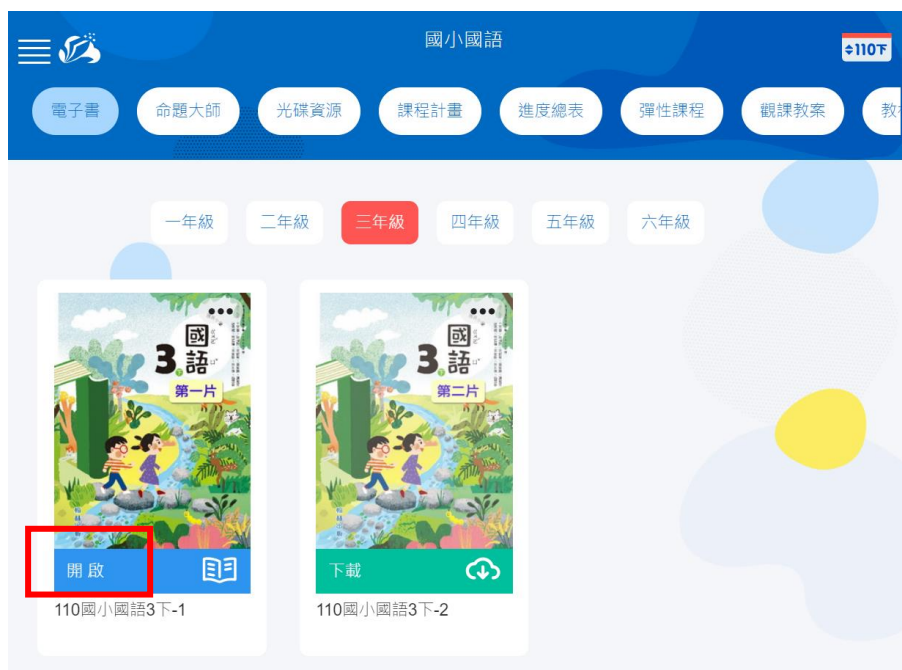 國小國語
110下
電子書 命題大師 光碟資源 課程計畫 進度總表 彈性課程 觀課教案
一年級 二年級 三年級 四年級 五年級 六年級
國語
3下
第一片
開啟
110國小國語3下-1
國語
3下
第二片
下載
110國小國語3下-2